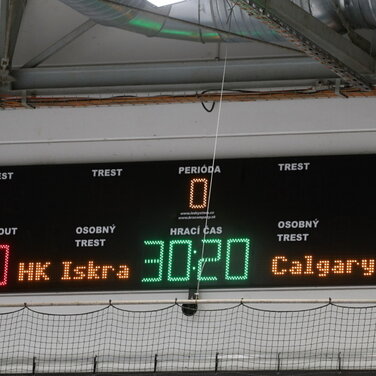 TREST PERIÓDA TREST
0
OSOBNÝ TREST HRACÍ ČAS OSOBNÝ TREST
HK Iskra 30:20 Calgary